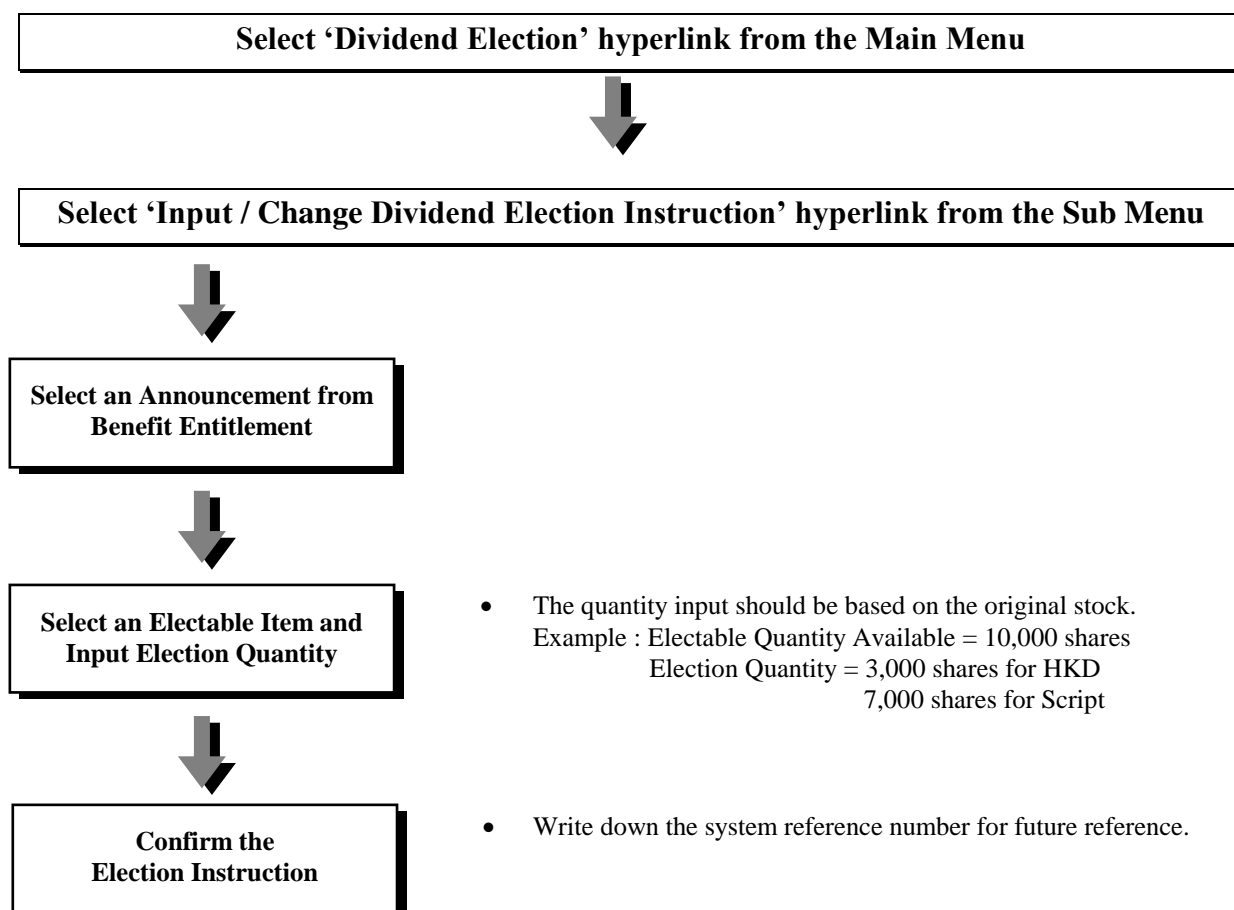 Select ‘Dividend Election’ hyperlink from the Main Menu
Select ‘Input / Change Dividend Election Instruction’ hyperlink from the Sub Menu
Select an Announcement from
Benefit Entitlement
Select an Electable Item and
Input Election Quantity
• The quantity input should be based on the original stock.
Example : Electable Quantity Available = 10,000 shares
Election Quantity = 3,000 shares for HKD
7,000 shares for Script
Confirm the
Election Instruction
• Write down the system reference number for future reference.